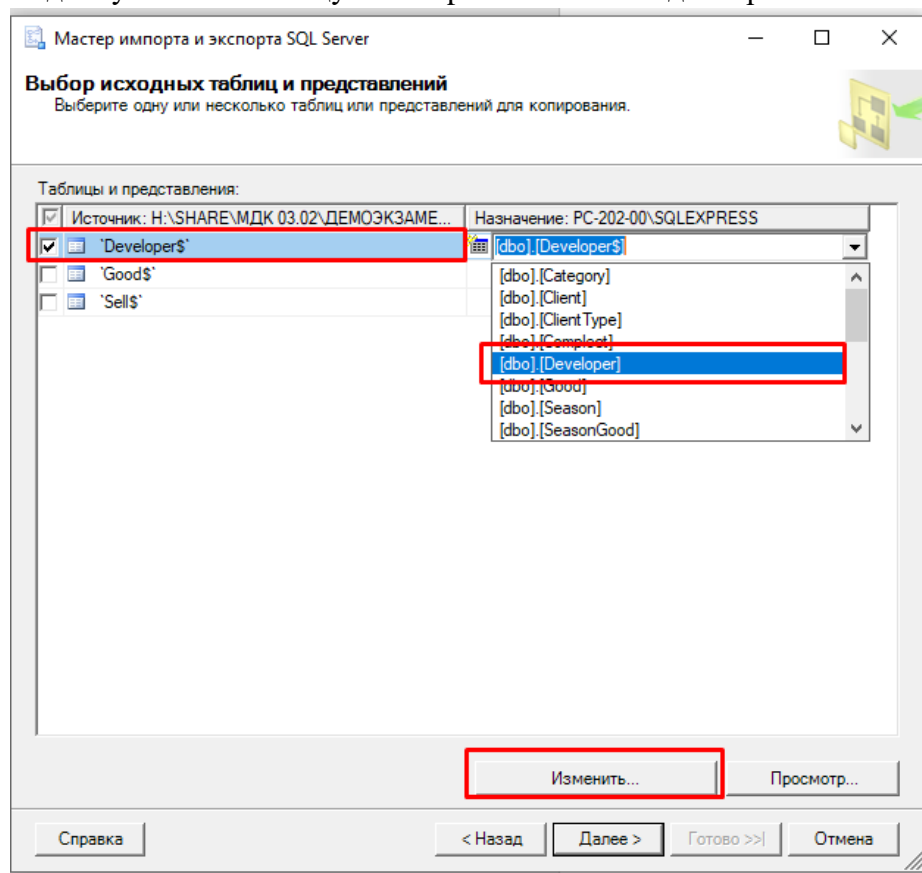 Мастер импорта и экспорта SQL Server
Выбор исходных таблиц и представлений
Выберите одну или несколько таблиц или представлений для копирования.
Таблицы и представления:
Источник: H:\SHARE\МДК 03.02\ДЕМОЭКЗАМЕ... Назначение: PC-202-00\SQLEXPRESS
`Developer$` [dbo].[Developer$]
`Good$` [dbo].[Category]
[dbo].[Client]
`Sell$` [dbo].[ClientType]
[dbo].[Complect]
[dbo].[Developer]
[dbo].[Good]
[dbo].[Season]
[dbo].[SeasonGood]
Изменить... Просмотр...
Справка < Назад Далее > Готово >>| Отмена